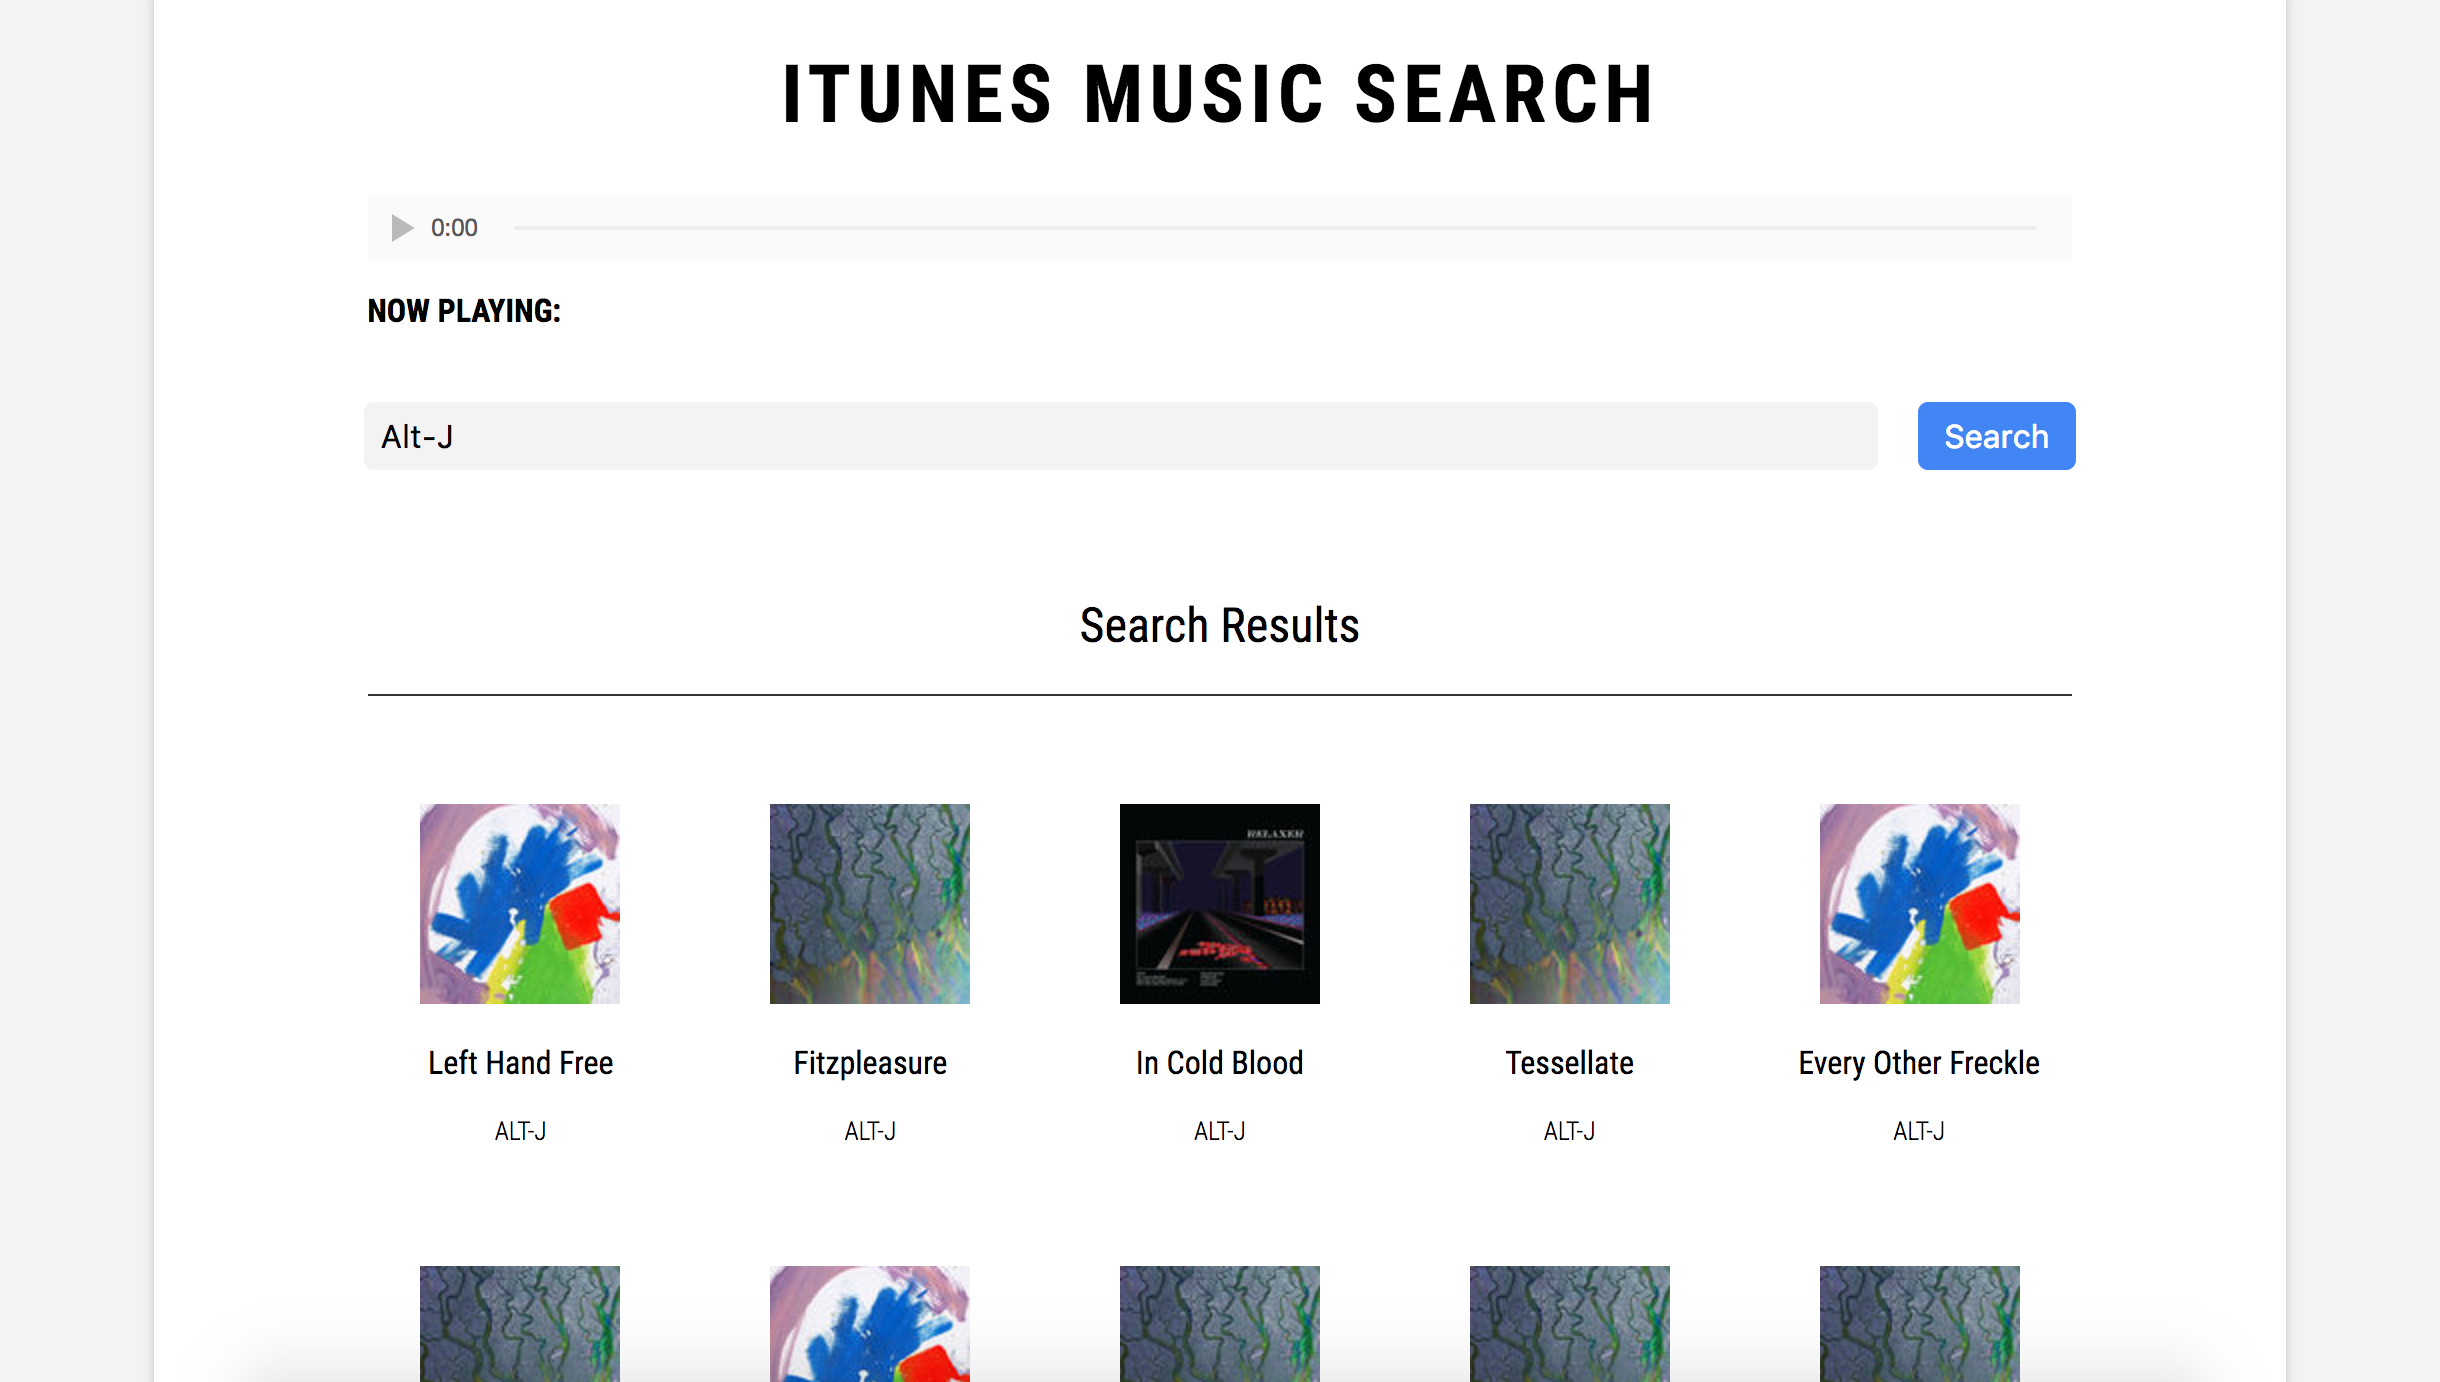 ITUNES MUSIC SEARCH
0:00
NOW PLAYING:
Alt-J
Search
Search Results
RELAXER
Left Hand Free
Fitzpleasure
In Cold Blood
Tessellate
Every Other Freckle
ALT-J
ALT-J
ALT-J
ALT-J
ALT-J